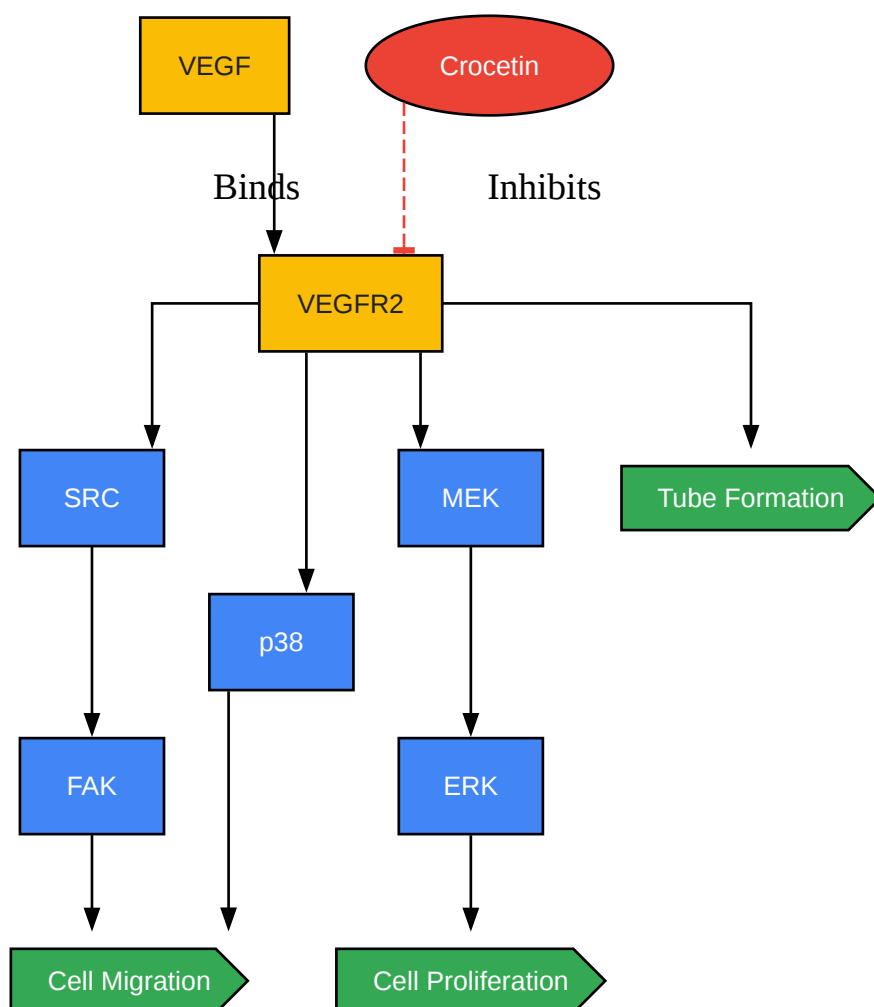 VEGF
Crocetin
Binds
Inhibits
VEGFR2
SRC
MEK
Tube Formation
p38
FAK
ERK
Cell Migration
Cell Proliferation